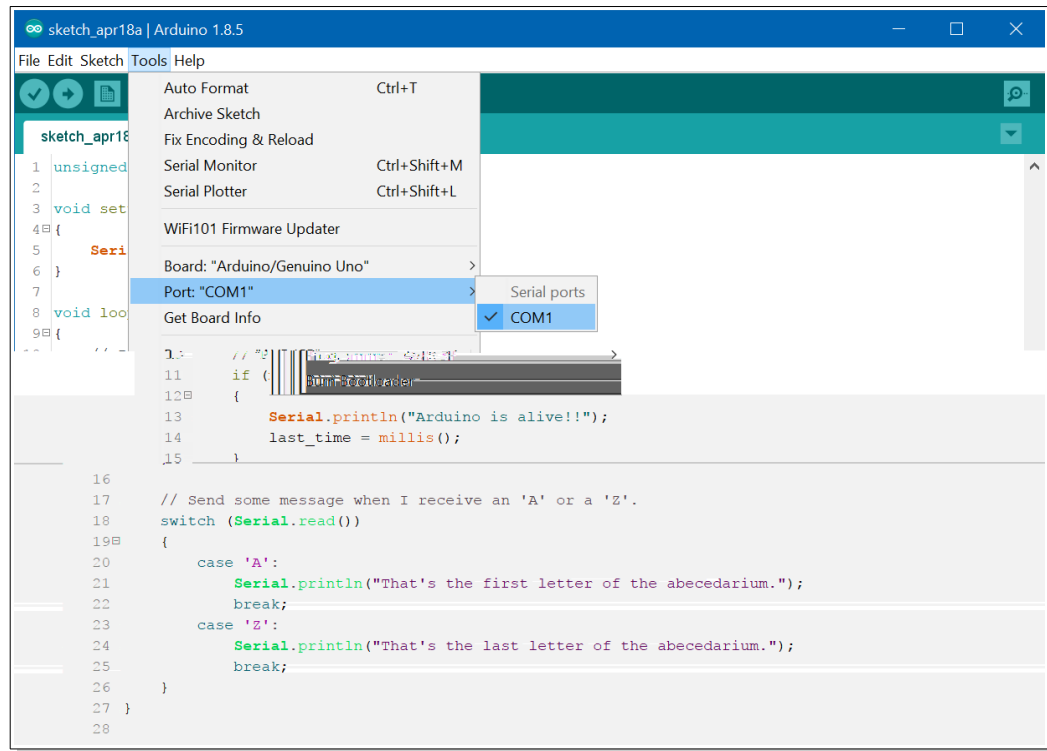 sketch_apr18a | Arduino 1.8.5
File Edit Sketch Tools Help
Auto Format Ctrl+T
Archive Sketch
Fix Encoding & Reload
Serial Monitor Ctrl+Shift+M
Serial Plotter Ctrl+Shift+L
WiFi101 Firmware Updater
Board: "Arduino/Genuino Uno"
Port: "COM1"
Get Board Info
Serial ports
COM1
sketch_apr18
1 unsigned
2
3 void set
4 {
5 Seri
6 }
7
8 void loo
9 {
Burn Bootloader
11 if (
12 {
13 Serial.println("Arduino is alive!!");
14 last_time = millis();
15 }
16
17 // Send some message when I receive an 'A' or a 'Z'.
18 switch (Serial.read())
19 {
20 case 'A':
21 Serial.println("That's the first letter of the abecedarium.");
22 break;
23 case 'Z':
24 Serial.println("That's the last letter of the abecedarium.");
25 break;
26 }
27 }
28